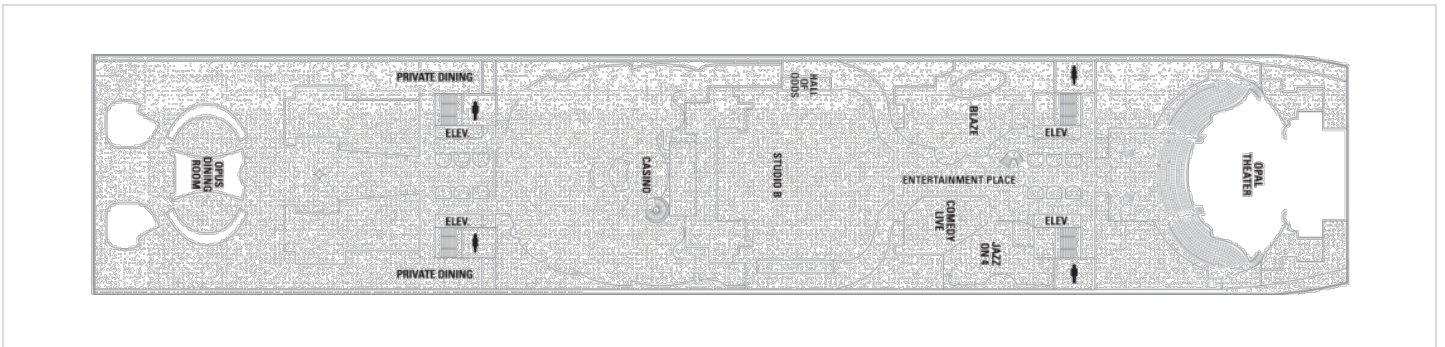 PRIVATE DINING
ELEV.
OPUS
DINING
ROOM
ELEV.
PRIVATE DINING
CASINO
STUDIO B
HALL
OF
ODDS
BLAZE
ELEV.
ENTERTAINMENT PLACE
COMEDY
LIVE
JAZZ
ON 4
ELEV.
OPAL
THEATER